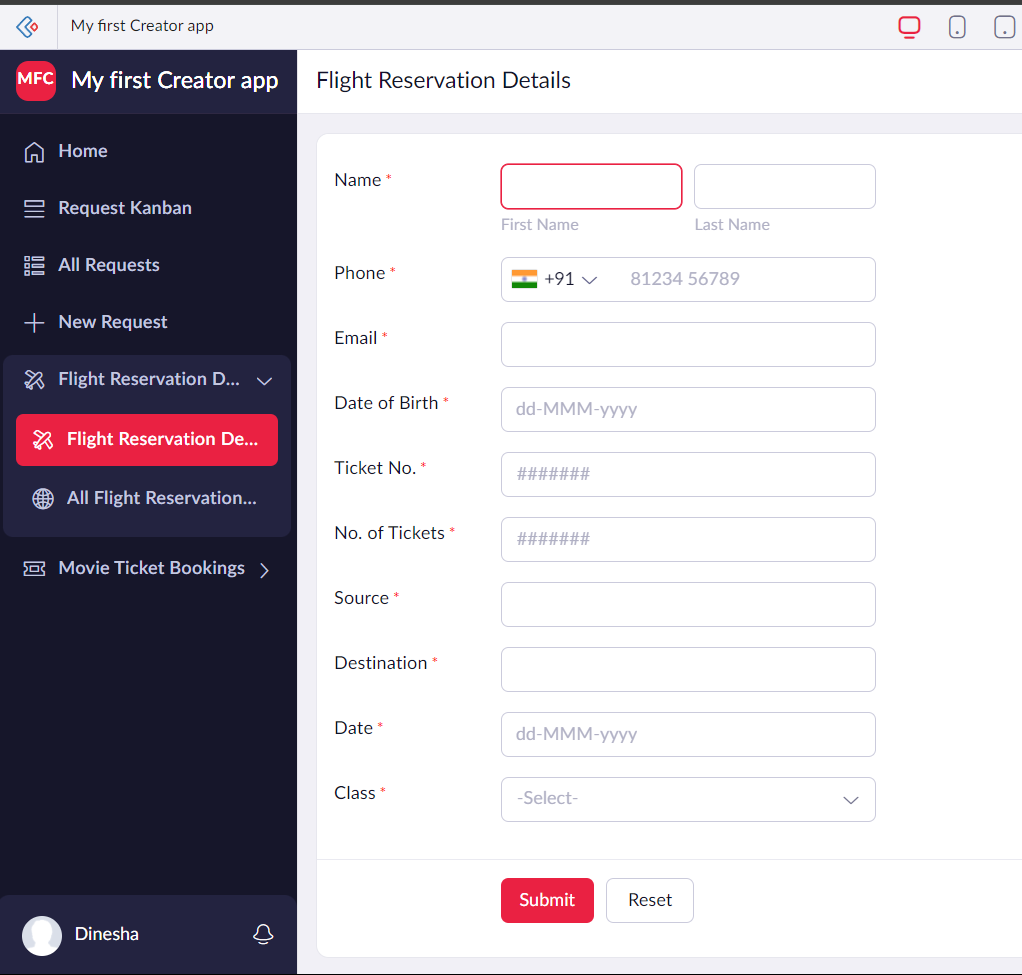 My first Creator app
MFC My first Creator app
Home
Request Kanban
All Requests
New Request
Flight Reservation D...
Flight Reservation De...
All Flight Reservation...
Movie Ticket Bookings
Dinesha
Flight Reservation Details
Name *
First Name Last Name
Phone * +91 81234 56789
Email *
Date of Birth * dd-MMM-yyyy
Ticket No. * #######
No. of Tickets * #######
Source *
Destination *
Date * dd-MMM-yyyy
Class * -Select-
Submit Reset